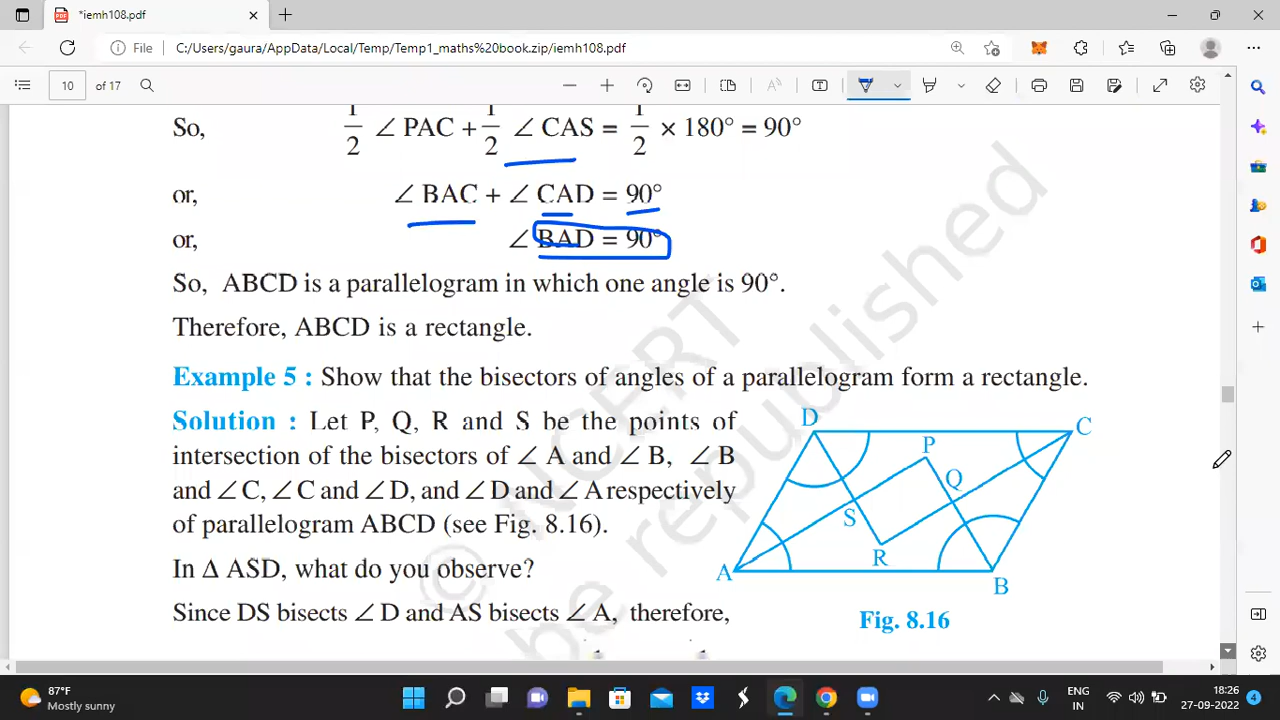 *iemh108.pdf
File C:/Users/gaura/AppData/Local/Temp/Temp1_maths%20book.zip/iemh108.pdf
10 of 17
So, 1/2 ∠ PAC + 1/2 ∠ CAS = 1/2 × 180° = 90°
or, ∠ BAC + ∠ CAD = 90°
or, ∠ BAD = 90°
So, ABCD is a parallelogram in which one angle is 90°.
Therefore, ABCD is a rectangle.
Example 5 : Show that the bisectors of angles of a parallelogram form a rectangle.
Solution : Let P, Q, R and S be the points of
intersection of the bisectors of ∠ A and ∠ B, ∠ B
and ∠ C, ∠ C and ∠ D, and ∠ D and ∠ A respectively
of parallelogram ABCD (see Fig. 8.16).
In Δ ASD, what do you observe?
Since DS bisects ∠ D and AS bisects ∠ A, therefore,
D
C
P
Q
S
R
A
B
Fig. 8.16
© NCERT
be republished
87°F
Mostly sunny
ENG
IN
18:26
27-09-2022
4